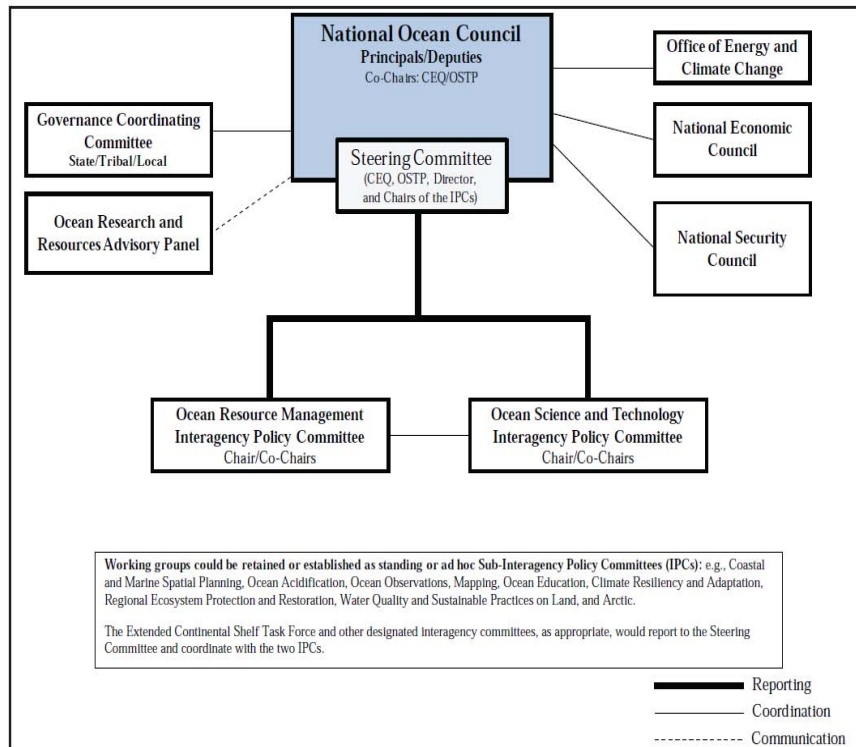 National Ocean Council
Principals/Deputies
Co-Chairs: CEQ/OSTP
Steering Committee
(CEQ, OSTP, Director,
and Chairs of the IPCs)
Governance Coordinating
Committee
State/Tribal/Local
Ocean Research and
Resources Advisory Panel
Office of Energy and
Climate Change
National Economic
Council
National Security
Council
Ocean Resource Management
Interagency Policy Committee
Chair/Co-Chairs
Ocean Science and Technology
Interagency Policy Committee
Chair/Co-Chairs
Working groups could be retained or established as standing or ad hoc Sub-Interagency Policy Committees (IPCs): e.g., Coastal
and Marine Spatial Planning, Ocean Acidification, Ocean Observations, Mapping, Ocean Education, Climate Resiliency and Adaptation,
Regional Ecosystem Protection and Restoration, Water Quality and Sustainable Practices on Land, and Arctic.
The Extended Continental Shelf Task Force and other designated interagency committees, as appropriate, would report to the Steering
Committee and coordinate with the two IPCs.
Reporting
Coordination
Communication